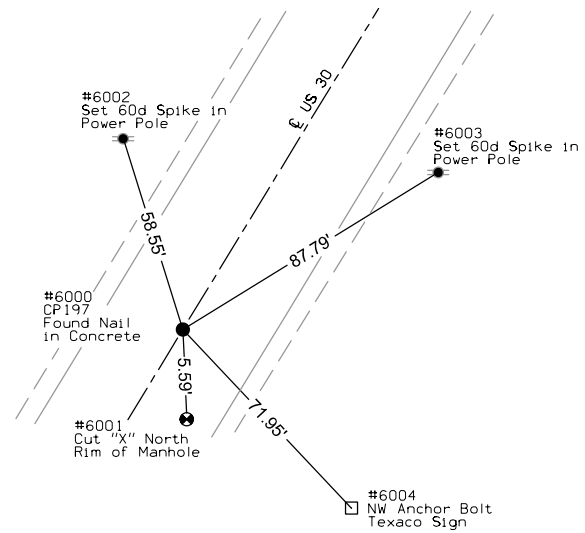 ℄ US 30
#6002
Set 60d Spike in
Power Pole
#6003
Set 60d Spike in
Power Pole
58.55'
87.79'
#6000
CP197
Found Nail
in Concrete
5.59'
71.95'
#6001
Cut "X" North
Rim of Manhole
#6004
NW Anchor Bolt
Texaco Sign